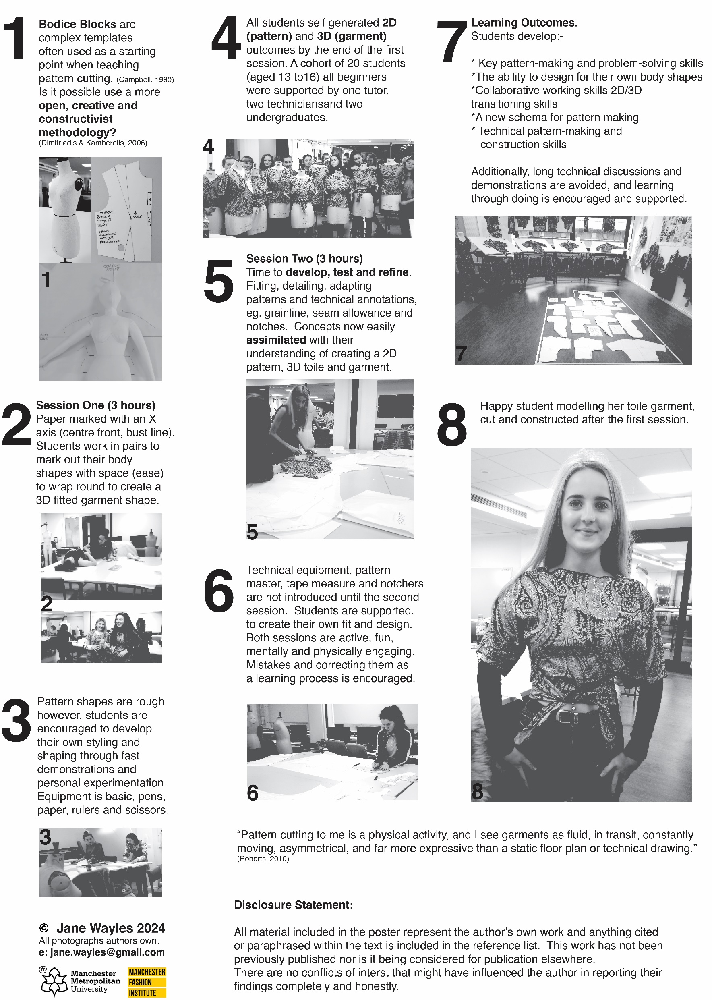 1
Bodice Blocks are
complex templates
often used as a starting
point when teaching
pattern cutting. (Campbell, 1980)
Is it possible use a more
open, creative and
constructivist
methodology?
(Dimitriadis & Kamberelis, 2006)
WOMEN'S
BODICE
SIZE 12
FRONT
SEAM
ALLOWANCE
HAS NOT
BEEN ADDED
SCALE
CENTRE
FRONT
1
BUST
LINE
2
Session One (3 hours)
Paper marked with an X
axis (centre front, bust line).
Students work in pairs to
mark out their body
shapes with space (ease)
to wrap round to create a
3D fitted garment shape.
2
3
Pattern shapes are rough
however, students are
encouraged to develop
their own styling and
shaping through fast
demonstrations and
personal experimentation.
Equipment is basic, pens,
paper, rulers and scissors.
3
© Jane Wayles 2024
All photographs authors own.
e: jane.wayles@gmail.com
@
Manchester
Metropolitan
University
MANCHESTER
FASHION
INSTITUTE
4
All students self generated 2D
(pattern) and 3D (garment)
outcomes by the end of the first
session. A cohort of 20 students
(aged 13 to16) all beginners
were supported by one tutor,
two techniciansand two
undergraduates.
4
5
Session Two (3 hours)
Time to develop, test and refine.
Fitting, detailing, adapting
patterns and technical annotations,
eg. grainline, seam allowance and
notches. Concepts now easily
assimilated with their
understanding of creating a 2D
pattern, 3D toile and garment.
FRONT
5
6
Technical equipment, pattern
master, tape measure and notchers
are not introduced until the second
session. Students are supported.
to create their own fit and design.
Both sessions are active, fun,
mentally and physically engaging.
Mistakes and correcting them as
a learning process is encouraged.
6
7
Learning Outcomes.
Students develop:-
* Key pattern-making and problem-solving skills
*The ability to design for their own body shapes
*Collaborative working skills 2D/3D
transitioning skills
*A new schema for pattern making
* Technical pattern-making and
construction skills
Additionally, long technical discussions and
demonstrations are avoided, and learning
through doing is encouraged and supported.
7
8
Happy student modelling her toile garment,
cut and constructed after the first session.
8
“Pattern cutting to me is a physical activity, and I see garments as fluid, in transit, constantly
moving, asymmetrical, and far more expressive than a static floor plan or technical drawing.”
(Roberts, 2010)
Disclosure Statement:
All material included in the poster represent the author’s own work and anything cited
or paraphrased within the text is included in the reference list. This work has not been
previously published nor is it being considered for publication elsewhere.
There are no conflicts of interst that might have influenced the author in reporting their
findings completely and honestly.